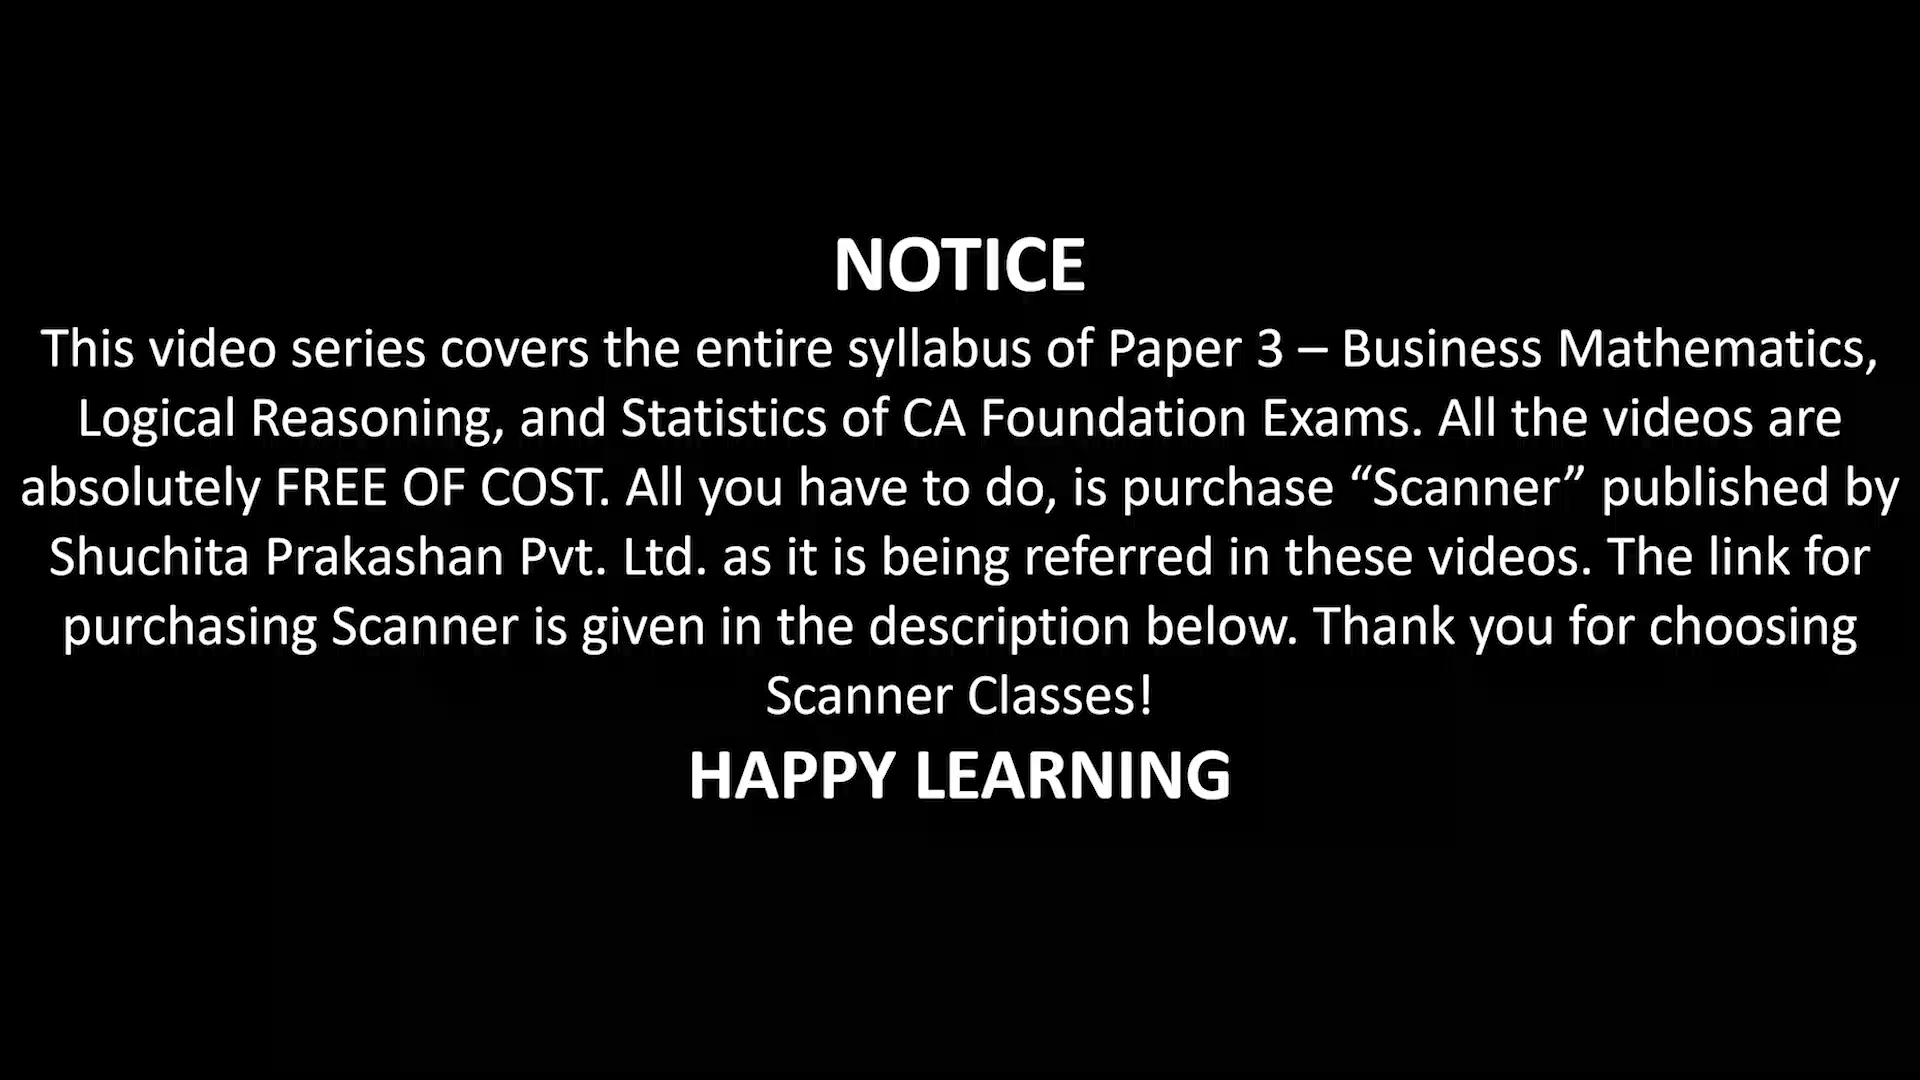 NOTICE
This video series covers the entire syllabus of Paper 3 – Business Mathematics,
Logical Reasoning, and Statistics of CA Foundation Exams. All the videos are
absolutely FREE OF COST. All you have to do, is purchase “Scanner” published by
Shuchita Prakashan Pvt. Ltd. as it is being referred in these videos. The link for
purchasing Scanner is given in the description below. Thank you for choosing
Scanner Classes!
HAPPY LEARNING